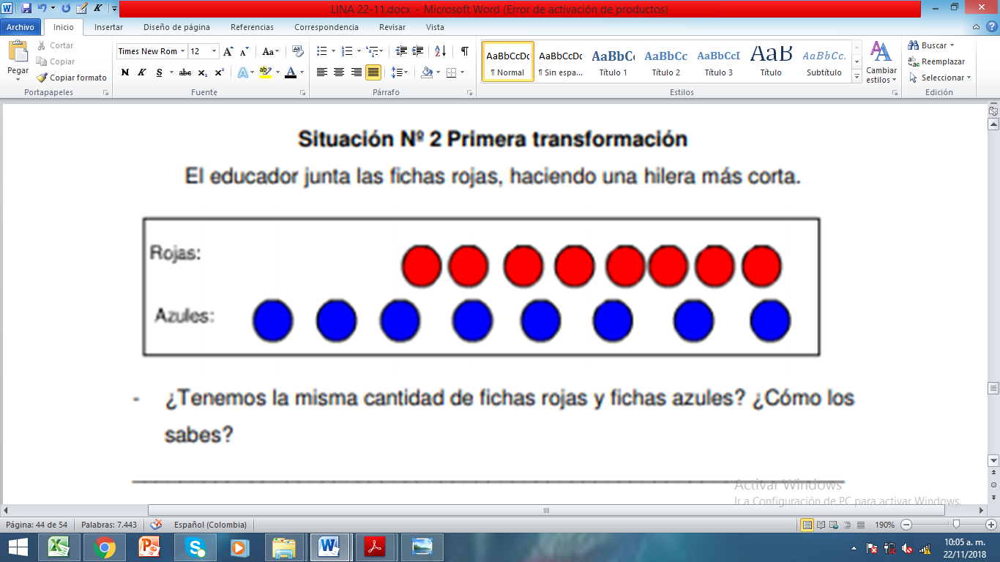 LINA 22-11.docx - Microsoft Word (Error de activación de productos)
Archivo Inicio Insertar Diseño de página Referencias Correspondencia Revisar Vista
Pegar
Cortar
Copiar
Copiar formato
Portapapeles
Times New Rom 12
N K S abc x₂ x²
Fuente
Párrafo
AaBbCcDc AaBbCcDc AaBbCc AaBbCc AaBbCcI AaB AaBbCc.
¶ Normal ¶ Sin espa... Título 1 Título 2 Título 3 Título Subtítulo
Estilos
Cambiar
estilos
Buscar
Reemplazar
Seleccionar
Edición
Situación Nº 2 Primera transformación
El educador junta las fichas rojas, haciendo una hilera más corta.
Rojas:
Azules:
- ¿Tenemos la misma cantidad de fichas rojas y fichas azules? ¿Cómo los
sabes?
Activar Windows
Ir a Configuración de PC para activar Windows.
Página: 44 de 54 Palabras: 7.443 Español (Colombia) 190%
10:05 a. m.
22/11/2018